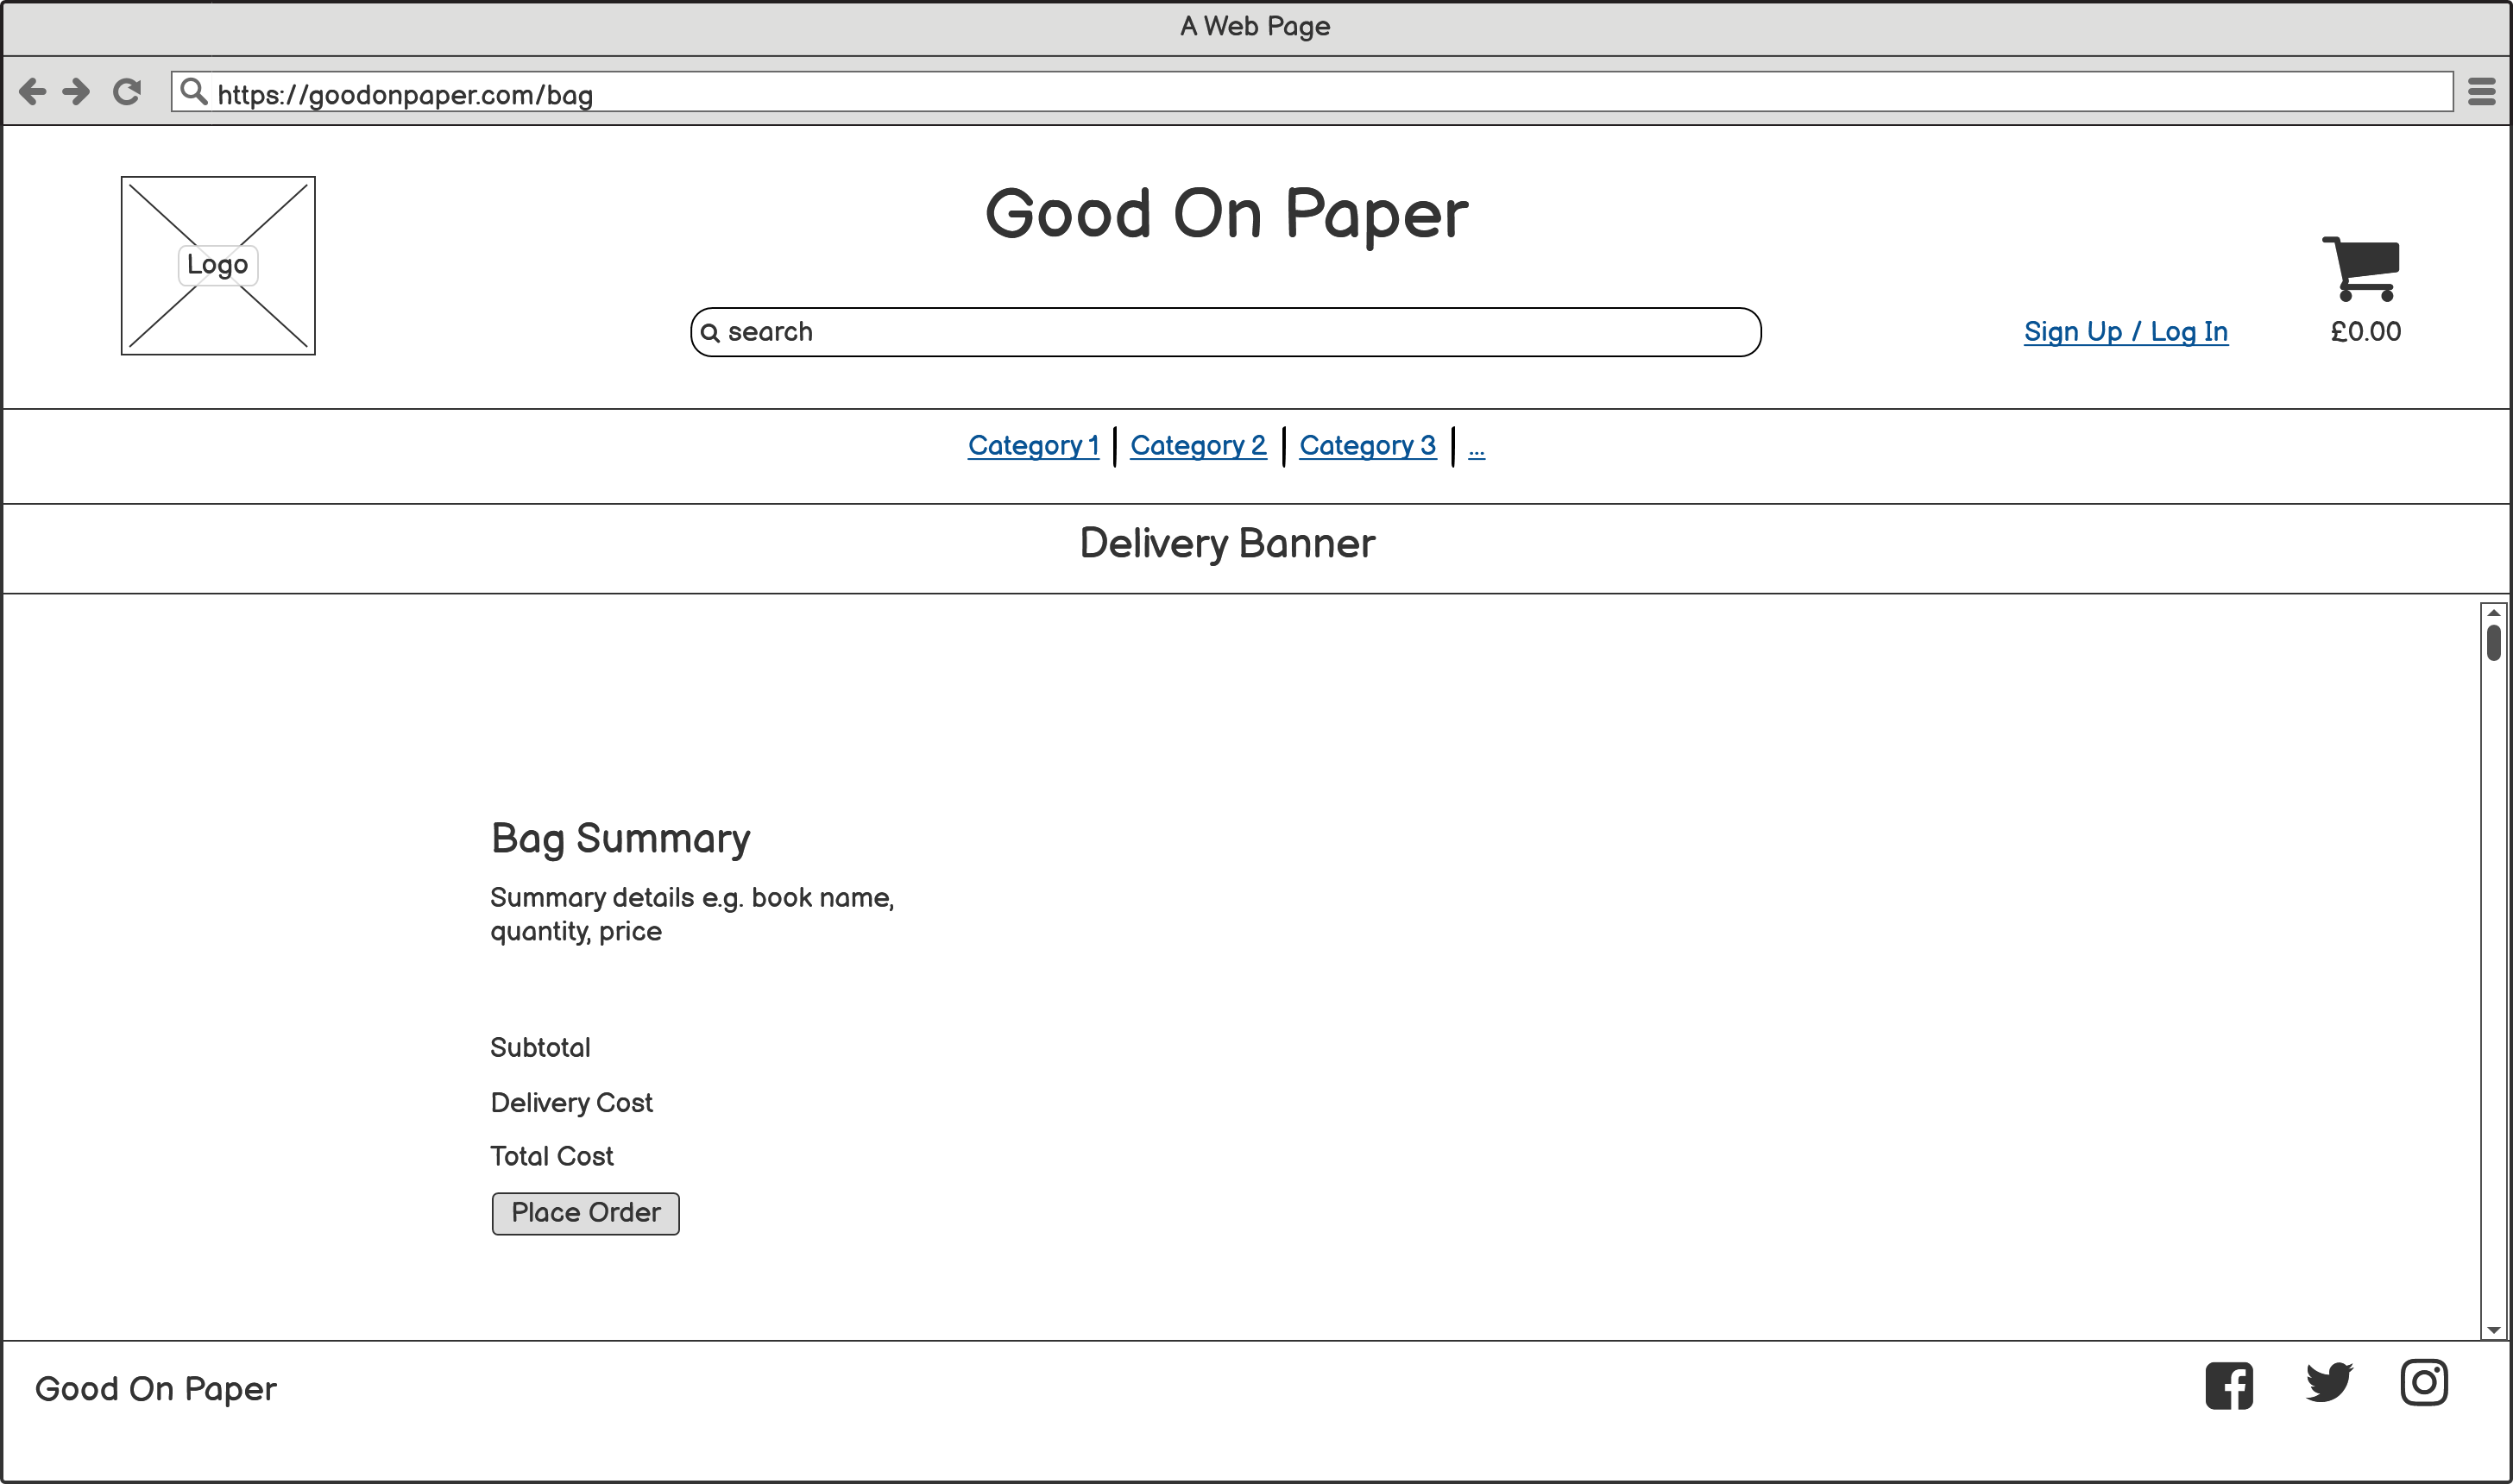 A Web Page
https://goodonpaper.com/bag
Good On Paper
Logo
search
Sign Up / Log In
£0.00
Category 1 | Category 2 | Category 3 | ...
Delivery Banner
Bag Summary
Summary details e.g. book name,
quantity, price
Subtotal
Delivery Cost
Total Cost
Place Order
Good On Paper